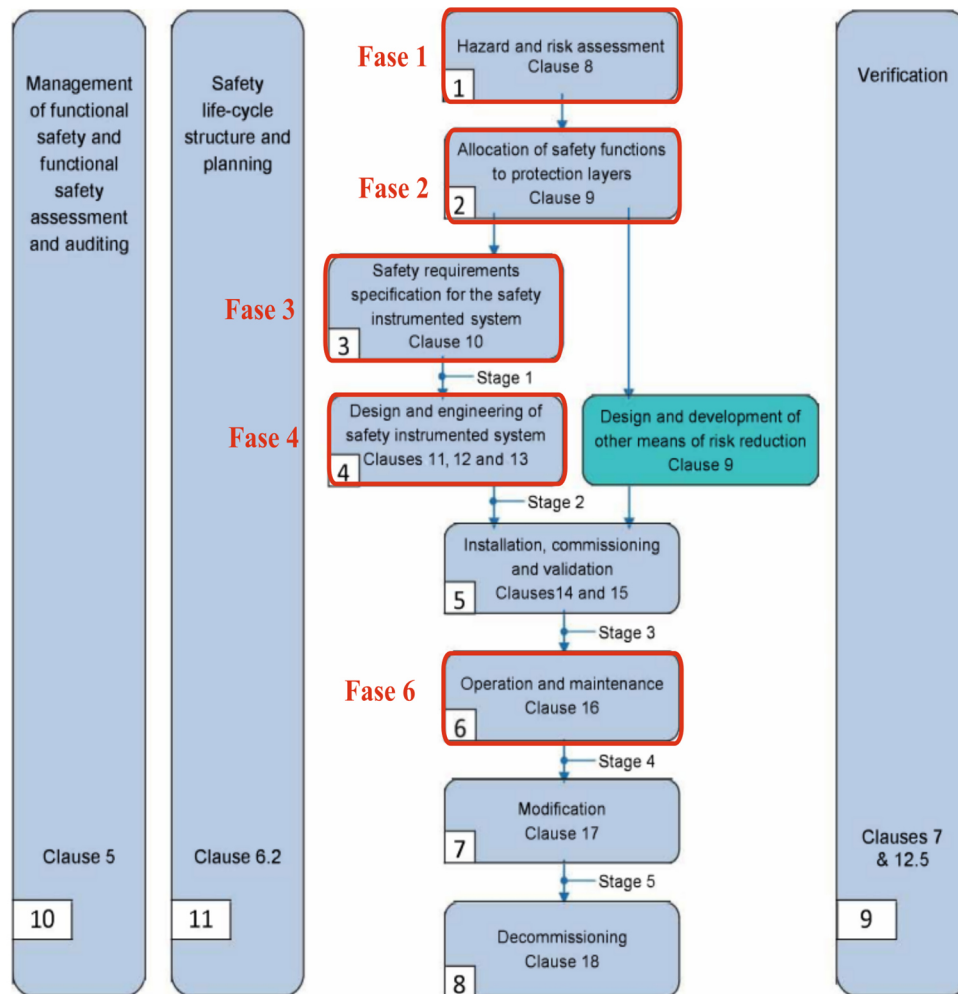 Management
of functional
safety and
functional
safety
assessment
and auditing
Clause 5
10
Safety
life-cycle
structure and
planning
Clause 6.2
11
Fase 1
Hazard and risk assessment
Clause 8
1
Fase 2
Allocation of safety functions
to protection layers
Clause 9
2
Fase 3
Safety requirements
specification for the safety
instrumented system
Clause 10
3
Stage 1
Fase 4
Design and engineering of
safety instrumented system
Clauses 11, 12 and 13
4
Design and development of
other means of risk reduction
Clause 9
Stage 2
Installation, commissioning
and validation
Clauses14 and 15
5
Stage 3
Fase 6
Operation and maintenance
Clause 16
6
Stage 4
Modification
Clause 17
7
Stage 5
Decommissioning
Clause 18
8
Verification
Clauses 7
& 12.5
9